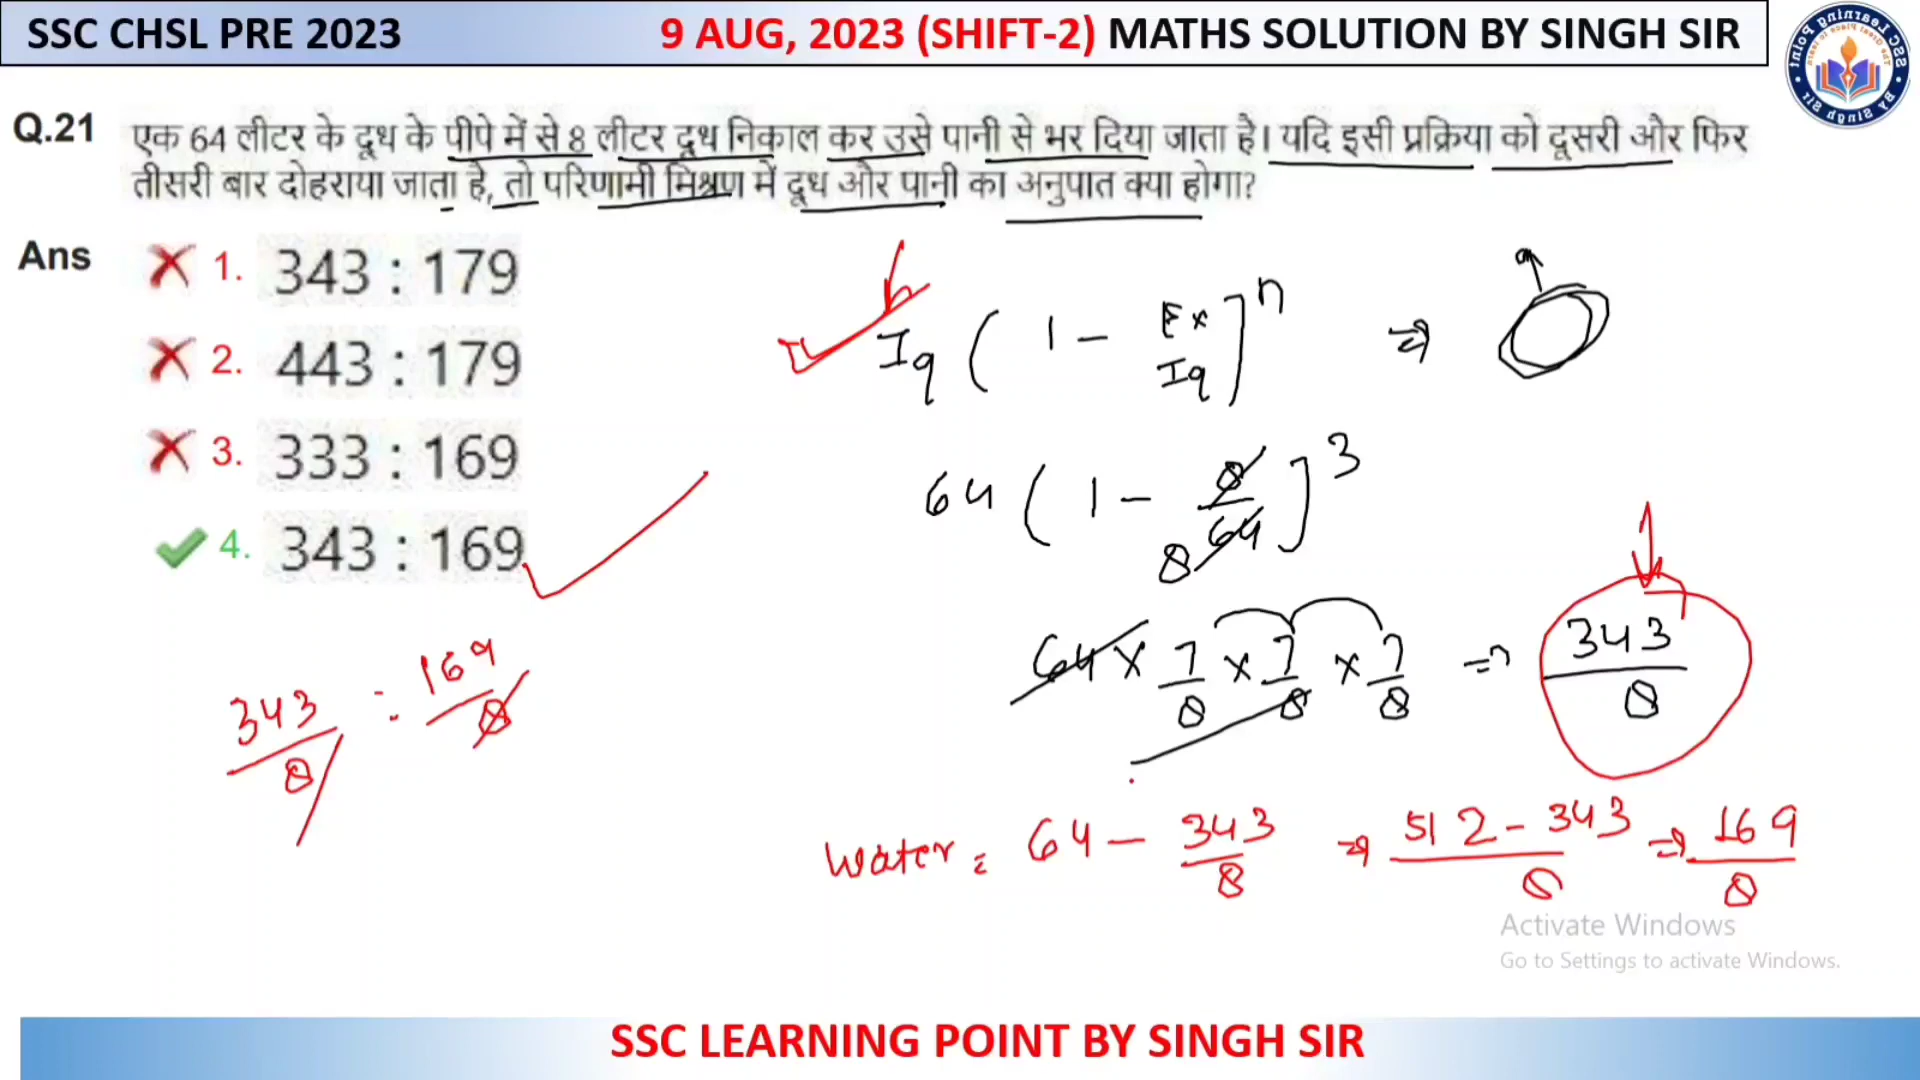 SSC CHSL PRE 2023
9 AUG, 2023 (SHIFT-2) MATHS SOLUTION BY SINGH SIR
Q.21 एक 64 लीटर के दूध के पीपे में से 8 लीटर दूध निकाल कर उसे पानी से भर दिया जाता है। यदि इसी प्रक्रिया को दूसरी और फिर
तीसरी बार दोहराया जाता है, तो परिणामी मिश्रण में दूध और पानी का अनुपात क्या होगा?
Ans
1. 343 : 179
2. 443 : 179
3. 333 : 169
4. 343 : 169
Iq ( 1 - Ex/Iq ]^n ⇒
64 ( 1 - 8/64 ]^3
8
64 × 7/8 × 7/8 × 7/8 ⇒ 343/8
343/8 : 169/8
Water = 64 - 343/8 ⇒ 512 - 343/8 ⇒ 169/8
Activate Windows
Go to Settings to activate Windows.
SSC LEARNING POINT BY SINGH SIR